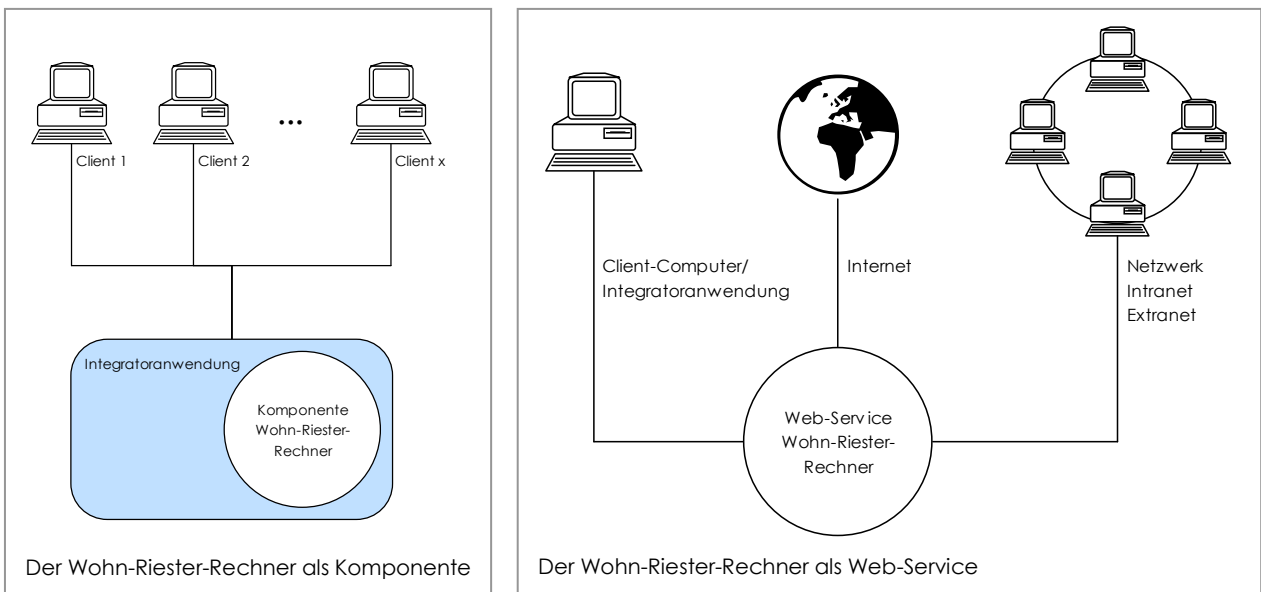 Client 1
Client 2
...
Client x
Integratoranwendung
Komponente
Wohn-Riester-
Rechner
Der Wohn-Riester-Rechner als Komponente
Client-Computer/
Integratoranwendung
Internet
Netzwerk
Intranet
Extranet
Web-Service
Wohn-Riester-
Rechner
Der Wohn-Riester-Rechner als Web-Service